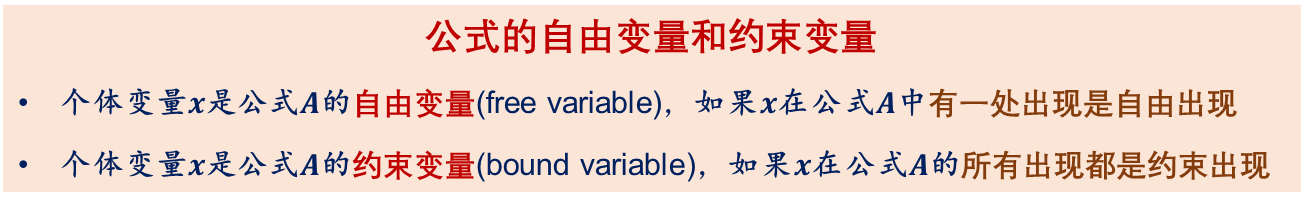 公式的自由变量和约束变量
• 个体变量x是公式A的自由变量(free variable)，如果x在公式A中有一处出现是自由出现
• 个体变量x是公式A的约束变量(bound variable)，如果x在公式A的所有出现都是约束出现